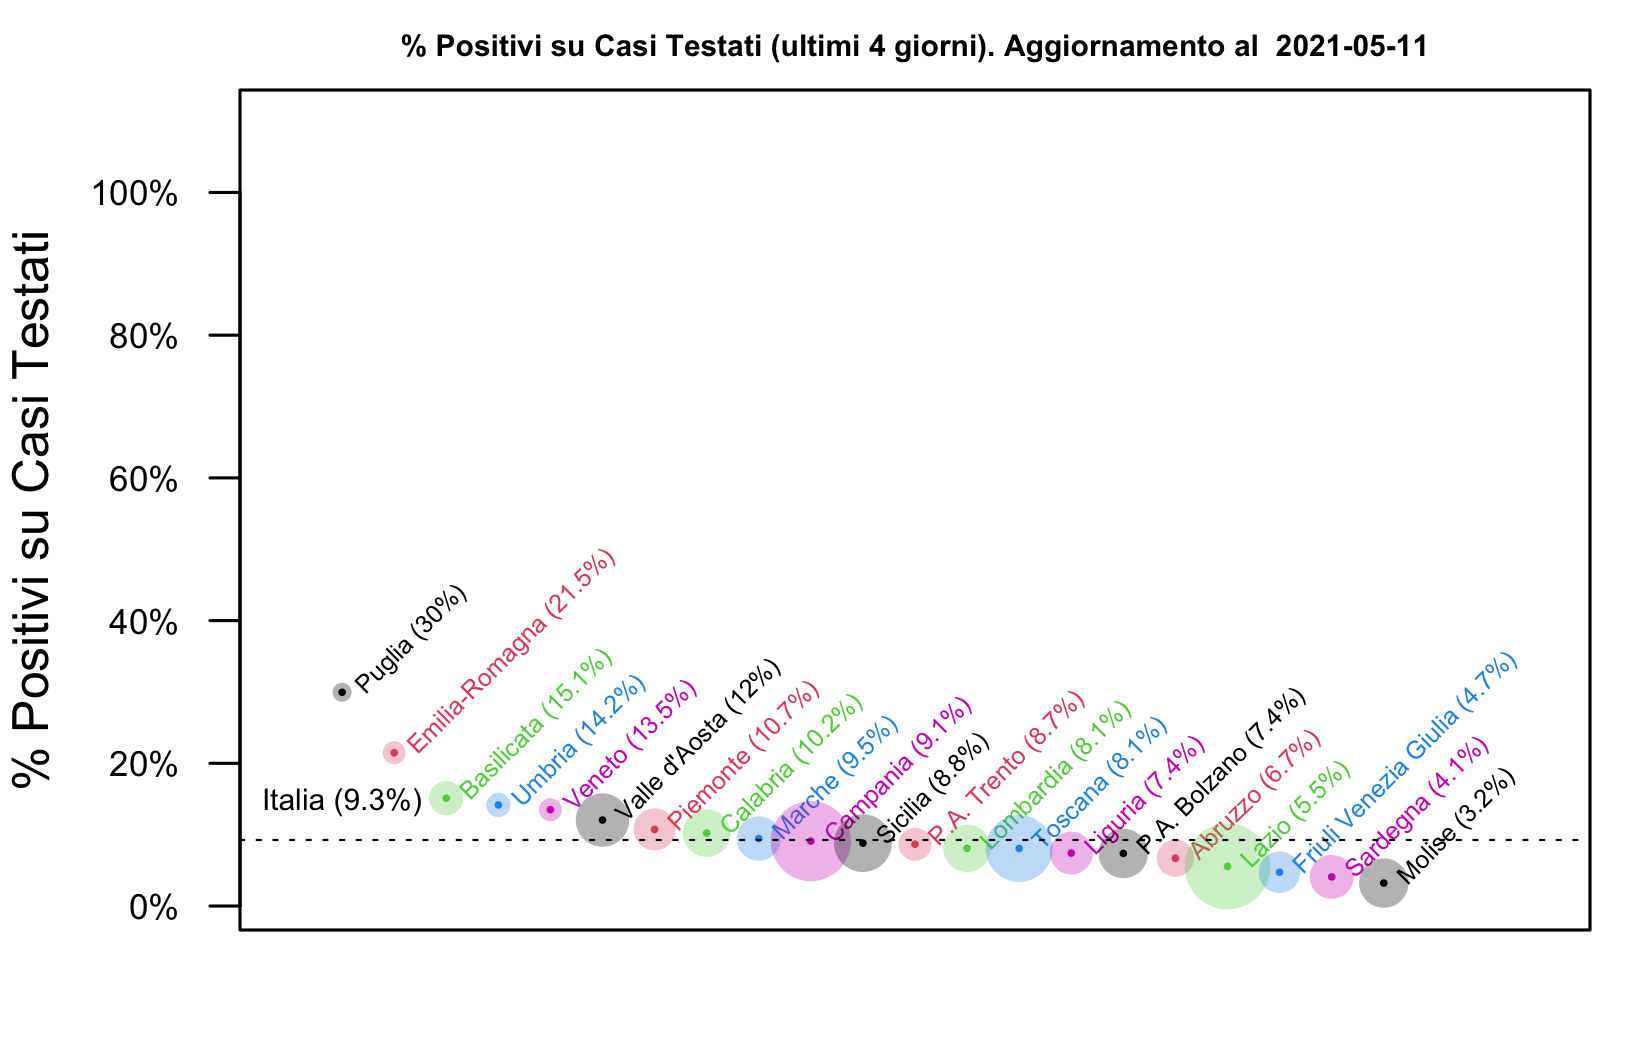 % Positivi su Casi Testati (ultimi 4 giorni). Aggiornamento al  2021-05-11
% Positivi su Casi Testati
100%
80%
60%
40%
20%
0%
Italia (9.3%)
Puglia (30%)
Emilia-Romagna (21.5%)
Basilicata (15.1%)
Umbria (14.2%)
Veneto (13.5%)
Valle d'Aosta (12%)
Piemonte (10.7%)
Calabria (10.2%)
Marche (9.5%)
Campania (9.1%)
Sicilia (8.8%)
P.A. Trento (8.7%)
Lombardia (8.1%)
Toscana (8.1%)
Liguria (7.4%)
P.A. Bolzano (7.4%)
Abruzzo (6.7%)
Lazio (5.5%)
Friuli Venezia Giulia (4.7%)
Sardegna (4.1%)
Molise (3.2%)